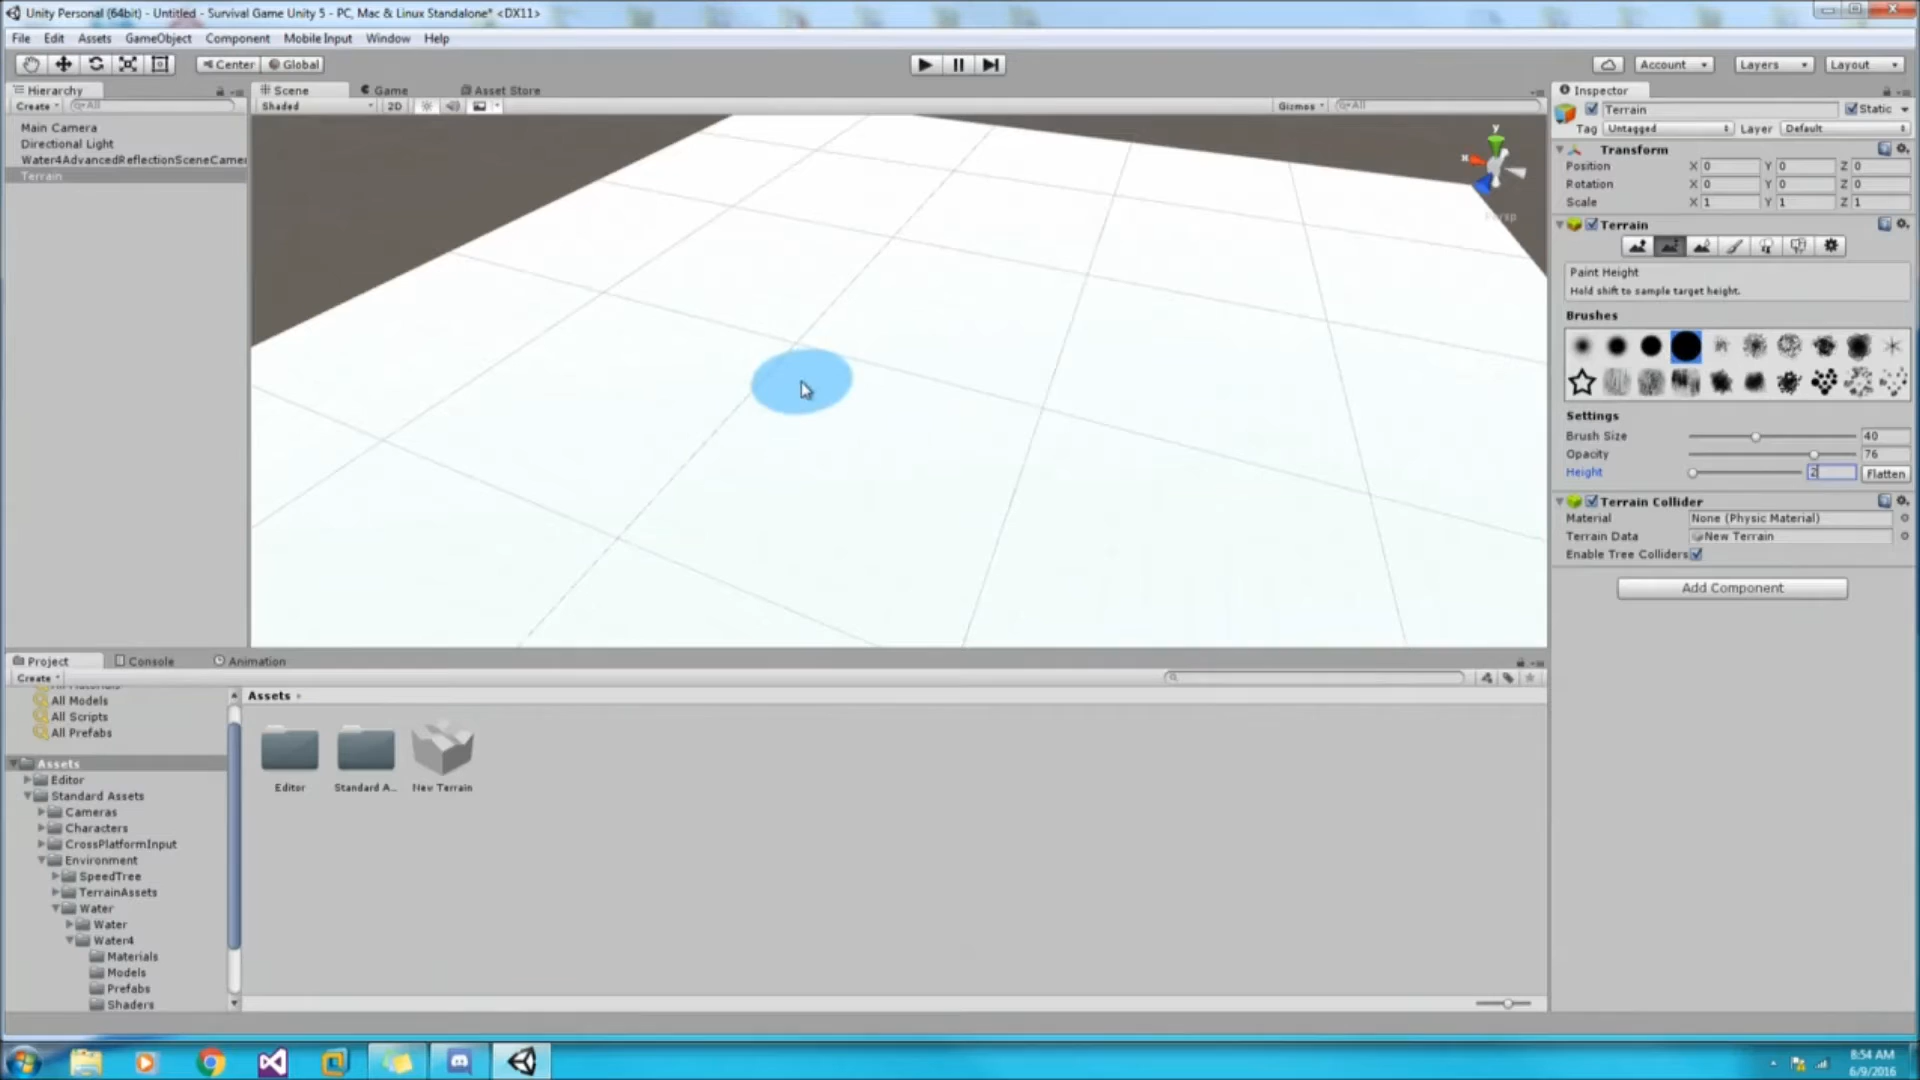 Unity Personal (64bit) - Untitled - Survival Game Unity 5 - PC, Mac & Linux Standalone* <DX11>
File Edit Assets GameObject Component Mobile Input Window Help
Center Global
Account Layers Layout
Hierarchy
Create All
Main Camera
Directional Light
Water4AdvancedReflectionSceneCamer
Terrain
Scene Game Asset Store
Shaded 2D Gizmos All
y
x
Persp
Inspector
Terrain Static
Tag Untagged Layer Default
Transform
Position X 0 Y 0 Z 0
Rotation X 0 Y 0 Z 0
Scale X 1 Y 1 Z 1
Terrain
Paint Height
Hold shift to sample target height.
Brushes
Settings
Brush Size 40
Opacity 76
Height 2 Flatten
Terrain Collider
Material None (Physic Material)
Terrain Data New Terrain
Enable Tree Colliders
Add Component
Project Console Animation
Create
All Materials
All Models
All Scripts
All Prefabs
Assets
Editor
Standard Assets
Cameras
Characters
CrossPlatformInput
Environment
SpeedTree
TerrainAssets
Water
Water
Water4
Materials
Models
Prefabs
Shaders
Assets
Editor Standard A... New Terrain
8:54 AM
6/9/2016